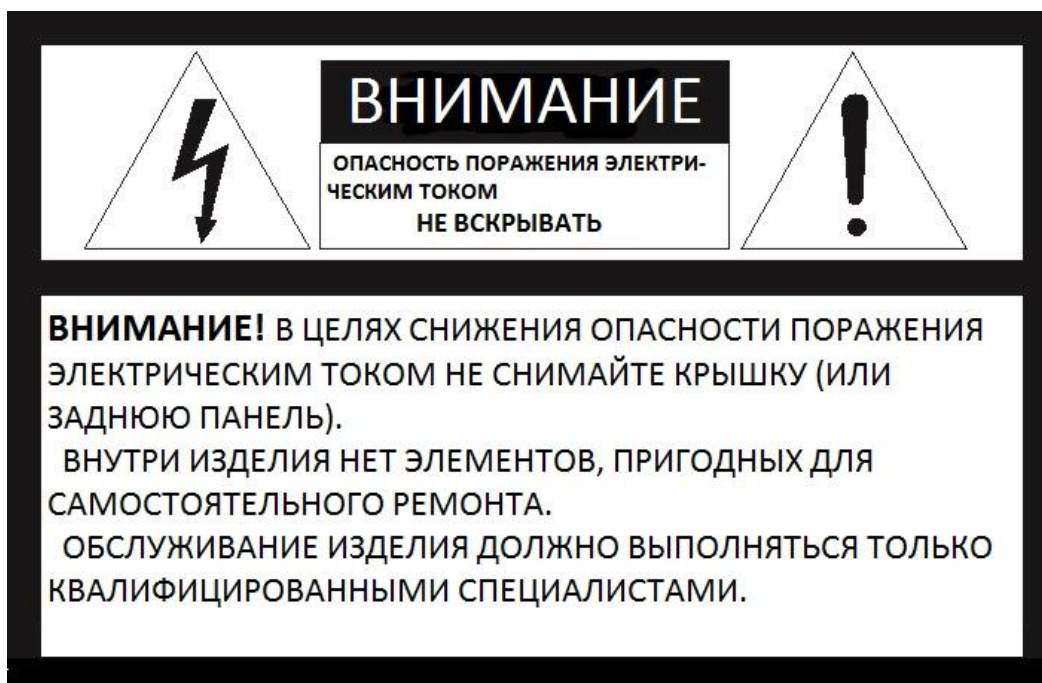 ВНИМАНИЕ
ОПАСНОСТЬ ПОРАЖЕНИЯ ЭЛЕКТРИ-
ЧЕСКИМ ТОКОМ
НЕ ВСКРЫВАТЬ
ВНИМАНИЕ! В ЦЕЛЯХ СНИЖЕНИЯ ОПАСНОСТИ ПОРАЖЕНИЯ
ЭЛЕКТРИЧЕСКИМ ТОКОМ НЕ СНИМАЙТЕ КРЫШКУ (ИЛИ
ЗАДНЮЮ ПАНЕЛЬ).
ВНУТРИ ИЗДЕЛИЯ НЕТ ЭЛЕМЕНТОВ, ПРИГОДНЫХ ДЛЯ
САМОСТОЯТЕЛЬНОГО РЕМОНТА.
ОБСЛУЖИВАНИЕ ИЗДЕЛИЯ ДОЛЖНО ВЫПОЛНЯТЬСЯ ТОЛЬКО
КВАЛИФИЦИРОВАННЫМИ СПЕЦИАЛИСТАМИ.